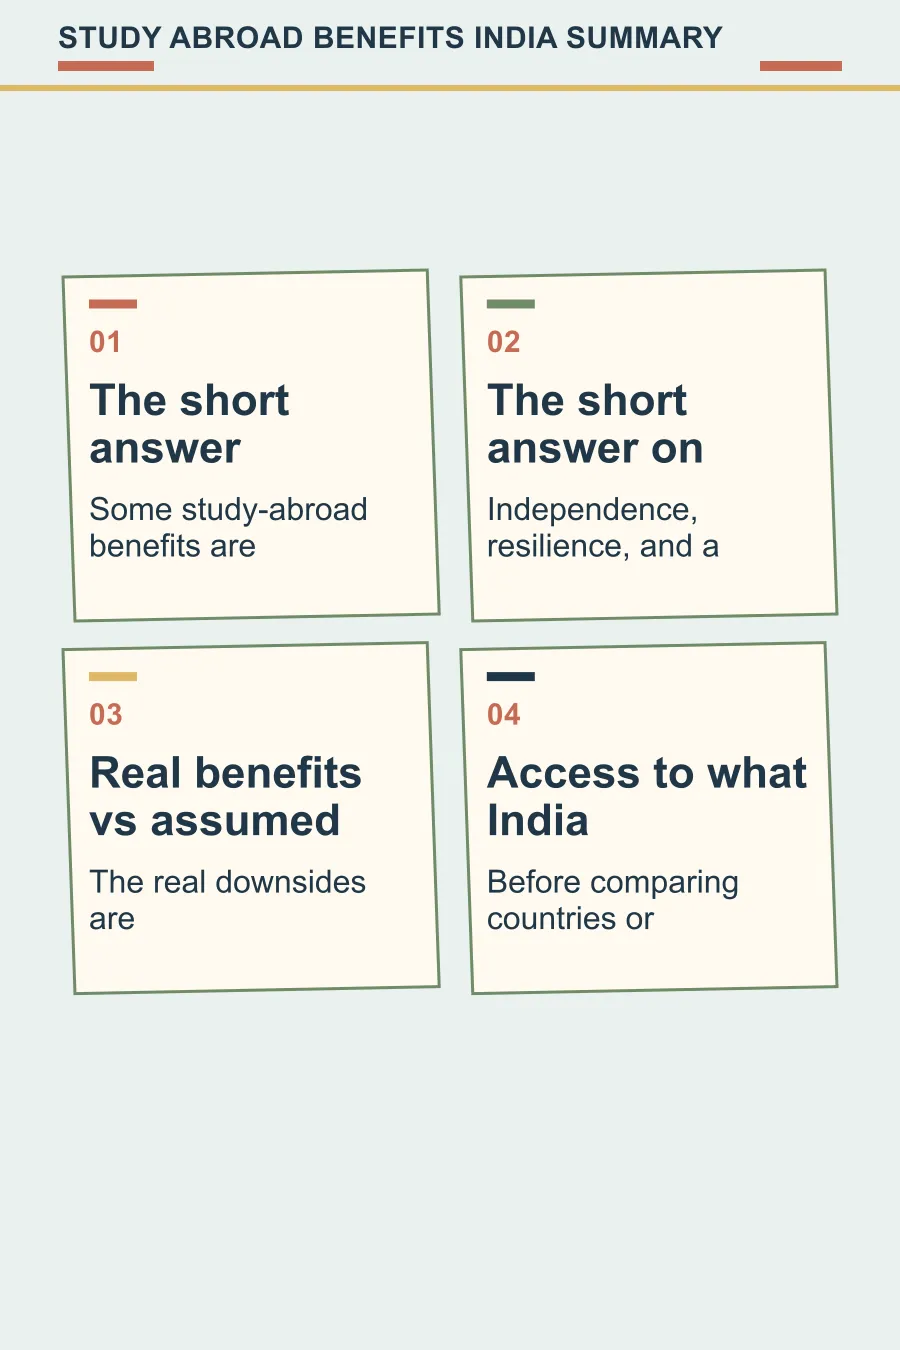 STUDY ABROAD BENEFITS INDIA SUMMARY
01
The short
answer
Some study-abroad
benefits are
02
The short
answer on
Independence,
resilience, and a
03
Real benefits
vs assumed
The real downsides
are
04
Access to what
India
Before comparing
countries or